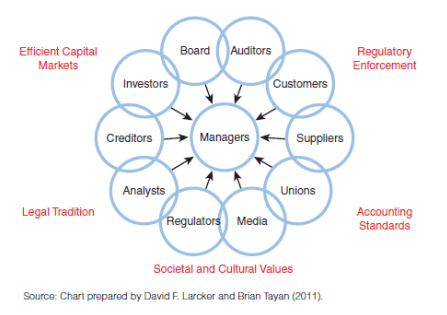 Board
Auditors
Efficient Capital
Markets
Regulatory
Enforcement
Investors
Customers
Creditors
Managers
Suppliers
Analysts
Unions
Legal Tradition
Regulators
Media
Accounting
Standards
Societal and Cultural Values
Source: Chart prepared by David F. Larcker and Brian Tayan (2011).